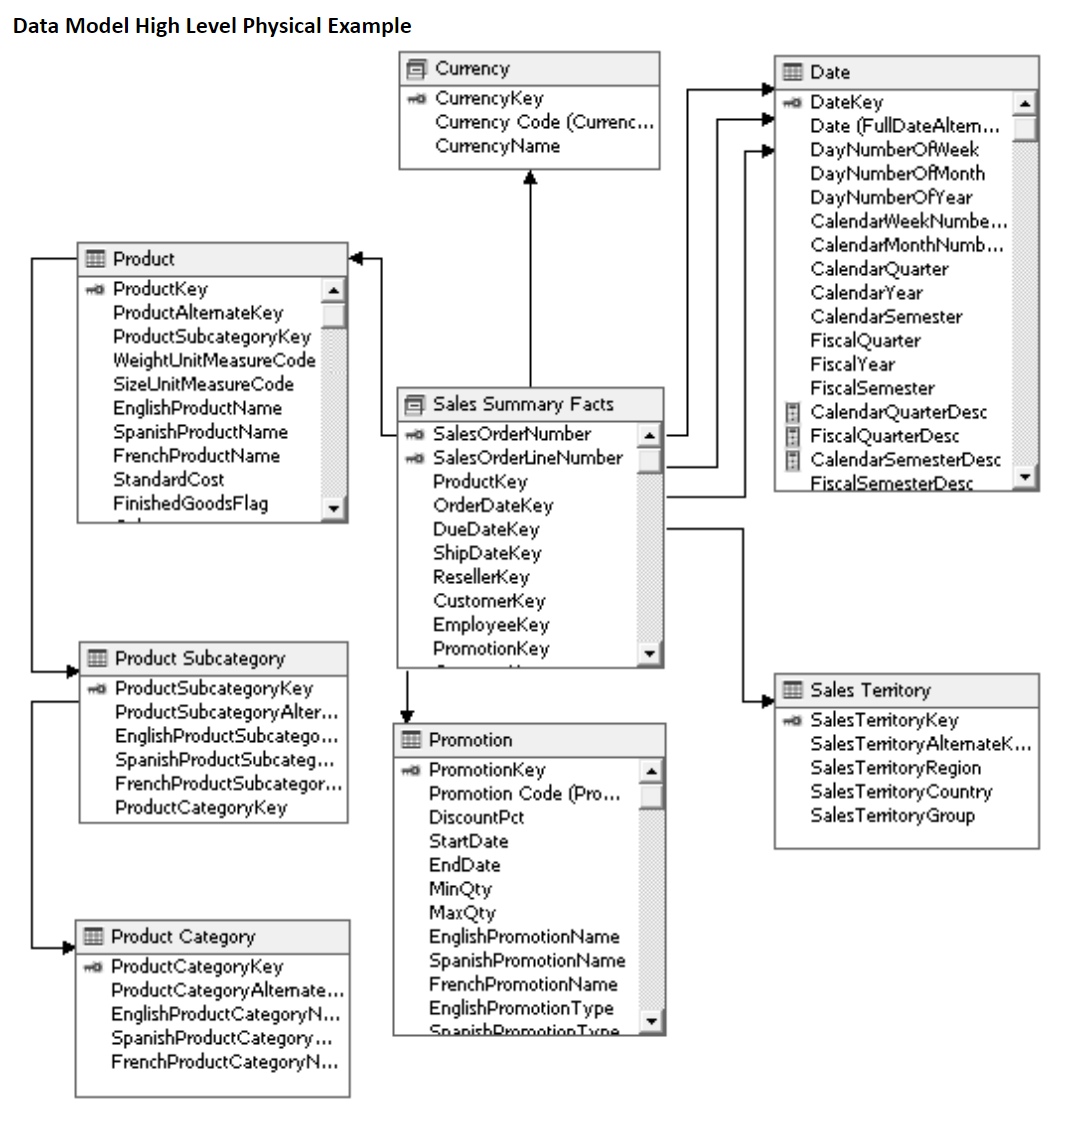 Data Model High Level Physical Example
Currency
CurrencyKey
Currency Code (Currenc...
CurrencyName
Date
DateKey
Date (FullDateAltern...
DayNumberOfWeek
DayNumberOfMonth
DayNumberOfYear
CalendarWeekNumbe...
CalendarMonthNumb...
CalendarQuarter
CalendarYear
CalendarSemester
FiscalQuarter
FiscalYear
FiscalSemester
CalendarQuarterDesc
FiscalQuarterDesc
CalendarSemesterDesc
FiscalSemesterDesc
Product
ProductKey
ProductAlternateKey
ProductSubcategoryKey
WeightUnitMeasureCode
SizeUnitMeasureCode
EnglishProductName
SpanishProductName
FrenchProductName
StandardCost
FinishedGoodsFlag
Sales Summary Facts
SalesOrderNumber
SalesOrderLineNumber
ProductKey
OrderDateKey
DueDateKey
ShipDateKey
ResellerKey
CustomerKey
EmployeeKey
PromotionKey
Product Subcategory
ProductSubcategoryKey
ProductSubcategoryAlter...
EnglishProductSubcatego...
SpanishProductSubcateg...
FrenchProductSubcategor...
ProductCategoryKey
Promotion
PromotionKey
Promotion Code (Pro...
DiscountPct
StartDate
EndDate
MinQty
MaxQty
EnglishPromotionName
SpanishPromotionName
FrenchPromotionName
EnglishPromotionType
SpanishPromotionType
Sales Territory
SalesTerritoryKey
SalesTerritoryAlternateK...
SalesTerritoryRegion
SalesTerritoryCountry
SalesTerritoryGroup
Product Category
ProductCategoryKey
ProductCategoryAlternate...
EnglishProductCategoryN...
SpanishProductCategory...
FrenchProductCategoryN...